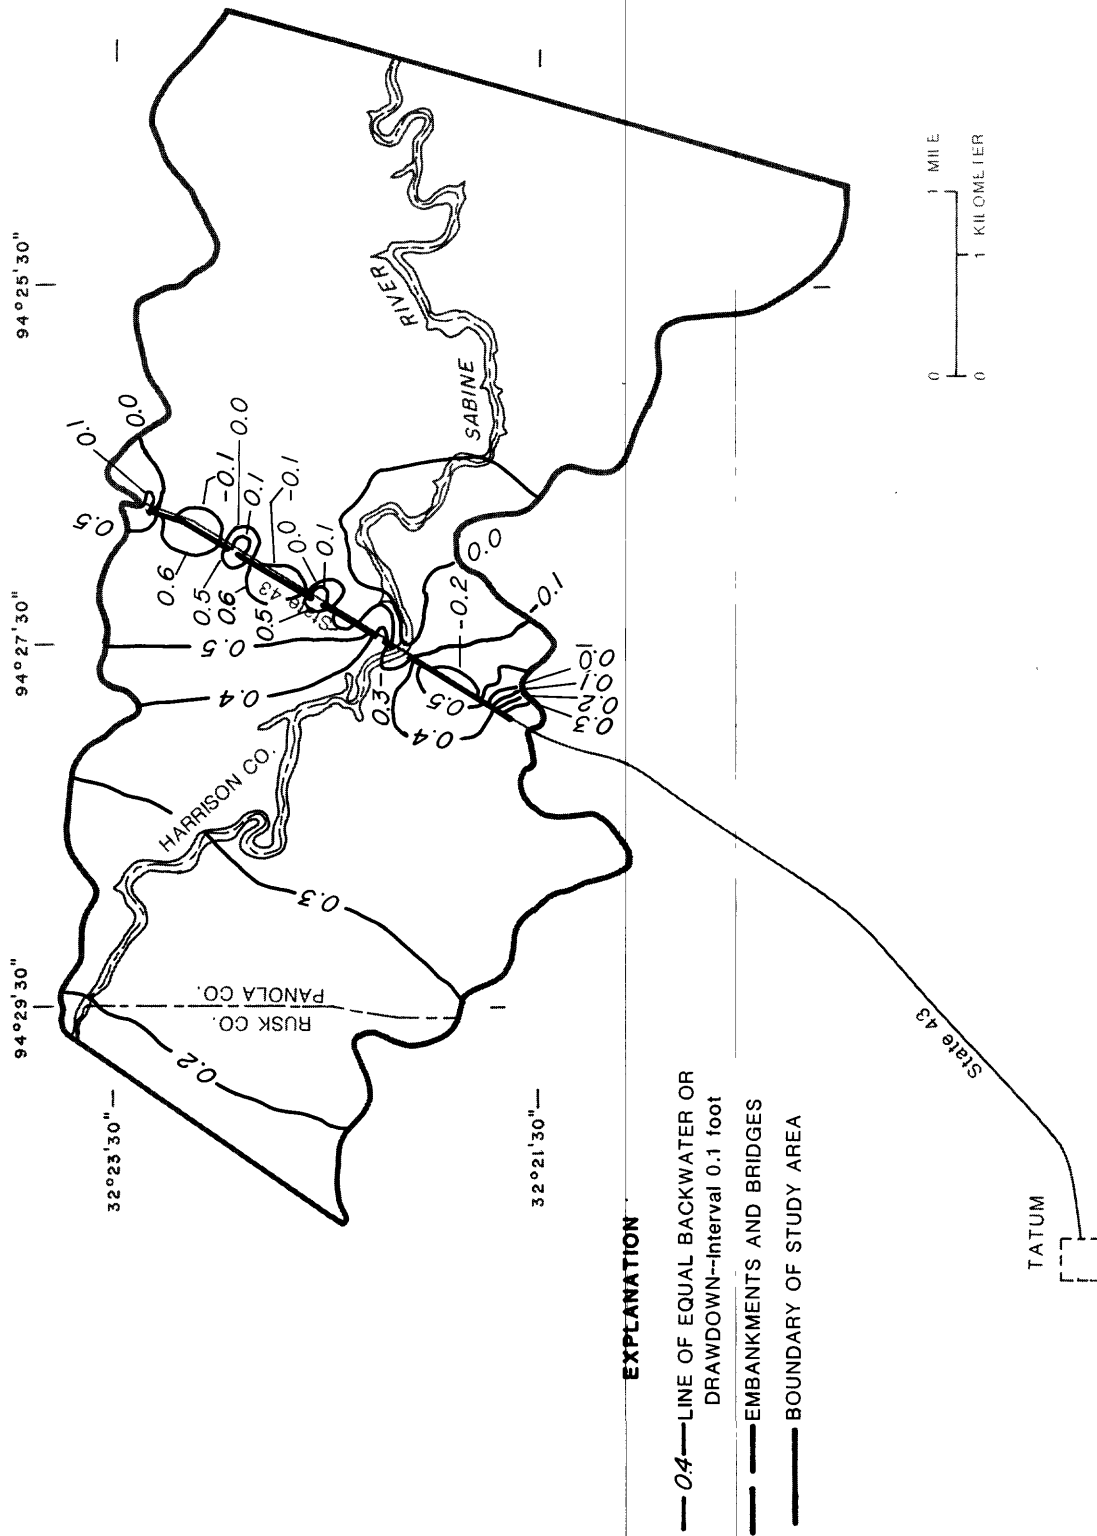 94°29'30"
94°27'30"
94°25'30"
32°23'30"
32°21'30"
0.1
0.0
0.5
-0.1
0.0
0.1
-0.1
0.0
0.1
0.6
0.5
0.6
0.5
State 43
0.5
0.4
0.3
0.4
0.5
-0.2
0.0
-0.1
0.0
0.1
0.2
0.3
0.3
0.2
HARRISON CO.
PANOLA CO.
RUSK CO.
SABINE
RIVER
State 43
TATUM
0 1 MILE
0 1 KILOMETER
EXPLANATION
0.4 LINE OF EQUAL BACKWATER OR
DRAWDOWN--Interval 0.1 foot
EMBANKMENTS AND BRIDGES
BOUNDARY OF STUDY AREA